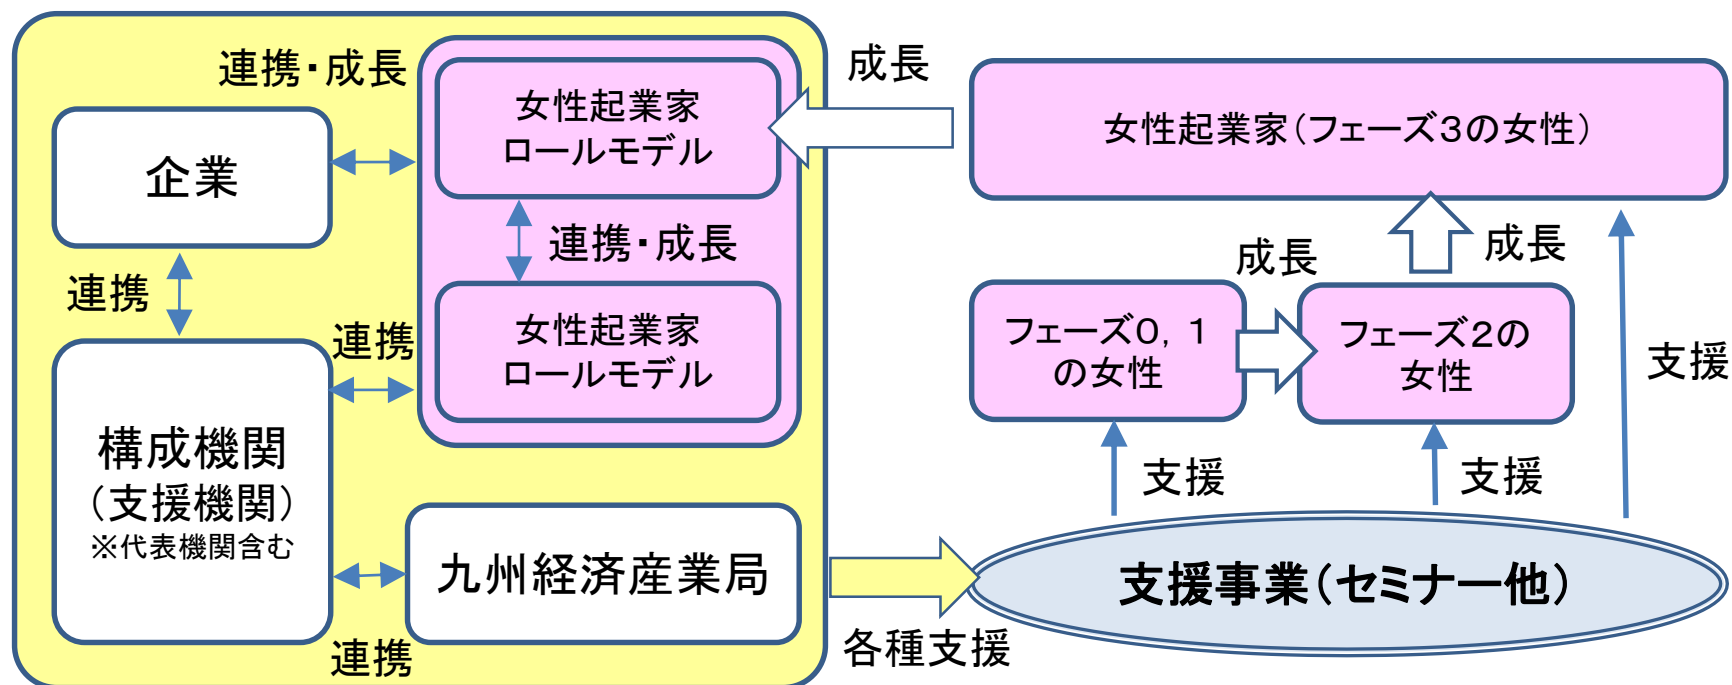 連携・成長
女性起業家
ロールモデル
成長
女性起業家（フェーズ３の女性）
企業
連携・成長
成長
成長
連携
女性起業家
ロールモデル
連携
フェーズ０，１
の女性
フェーズ２の
女性
支援
構成機関
（支援機関）
※代表機関含む
支援
支援
九州経済産業局
支援事業（セミナー他）
連携
各種支援